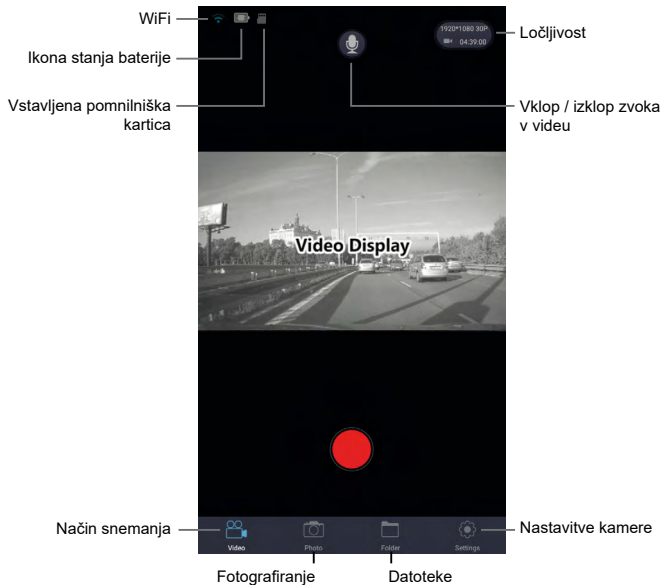 WiFi
Ikona stanja baterije
Vstavljena pomnilniška
kartica
1920*1080 30P
04:39:00
Ločljivost
Vklop / izklop zvoka
v videu
Video Display
Način snemanja
Video
Photo
Folder
Settings
Nastavitve kamere
Fotografiranje
Datoteke